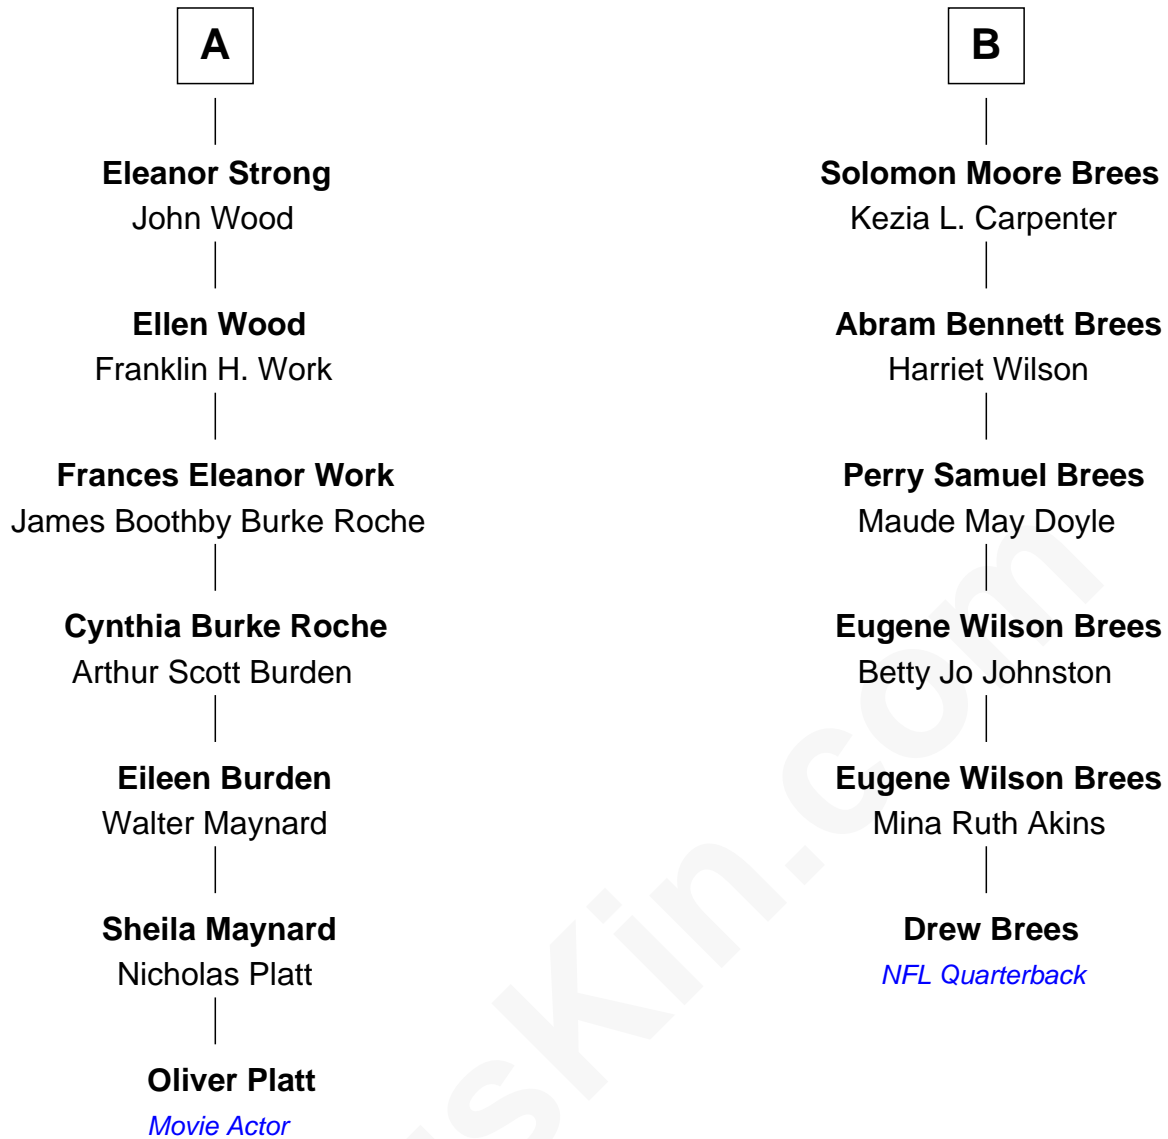 A
Eleanor Strong
John Wood
Ellen Wood
Franklin H. Work
Frances Eleanor Work
James Boothby Burke Roche
Cynthia Burke Roche
Arthur Scott Burden
Eileen Burden
Walter Maynard
Sheila Maynard
Nicholas Platt
Oliver Platt
Movie Actor
B
Solomon Moore Brees
Kezia L. Carpenter
Abram Bennett Brees
Harriet Wilson
Perry Samuel Brees
Maude May Doyle
Eugene Wilson Brees
Betty Jo Johnston
Eugene Wilson Brees
Mina Ruth Akins
Drew Brees
NFL Quarterback
sKin.com